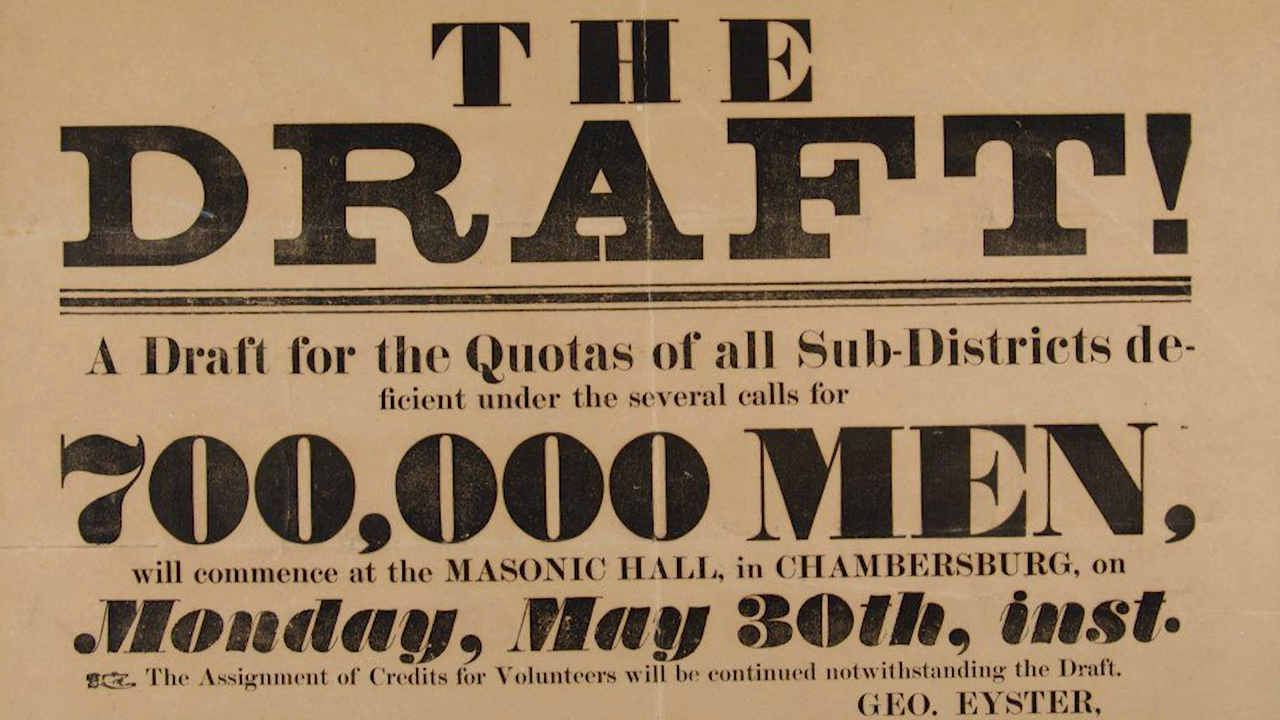 THE
DRAFT!
A Draft for the Quotas of all Sub-Districts de-
ficient under the several calls for
700,000 MEN,
will commence at the MASONIC HALL, in CHAMBERSBURG, on
Monday, May 30th, inst.
The Assignment of Credits for Volunteers will be continued notwithstanding the Draft.
GEO. EYSTER,